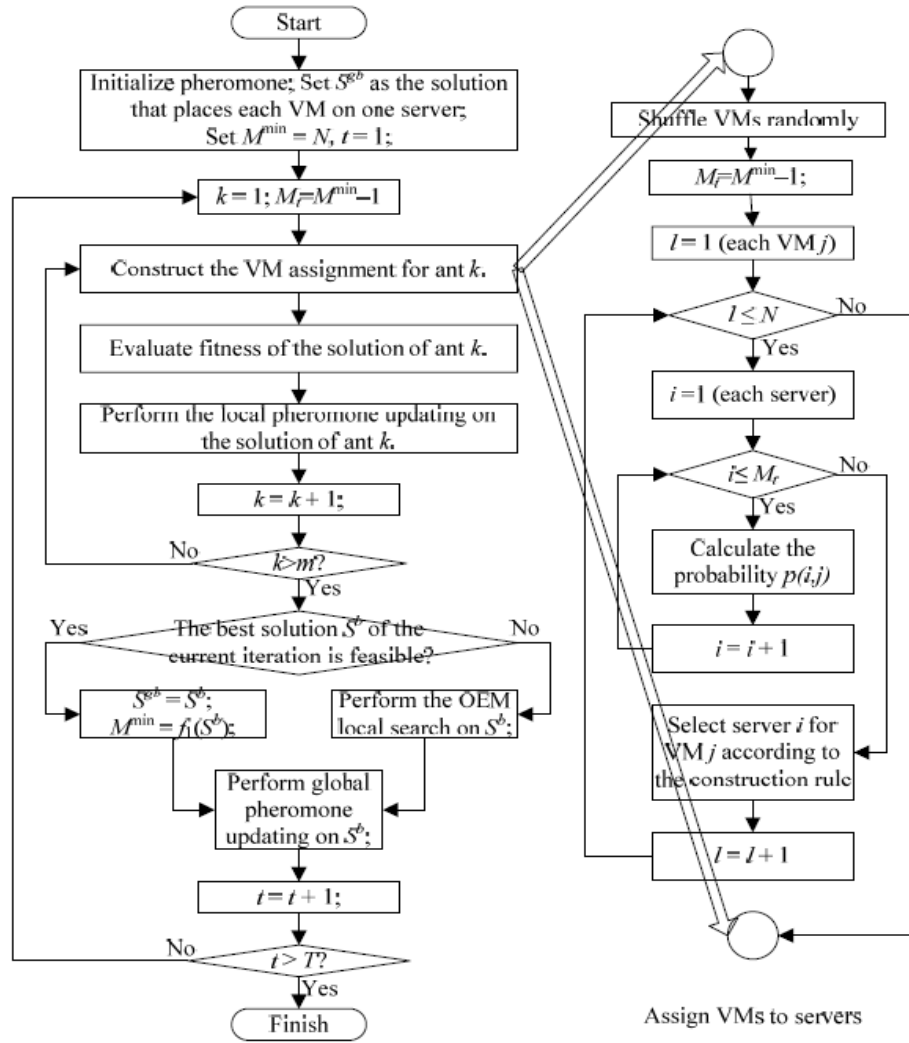 Start
Initialize pheromone; Set S^gb as the solution
that places each VM on one server;
Set M^min = N, t = 1;
k = 1; M_t=M^min−1
Construct the VM assignment for ant k.
Evaluate fitness of the solution of ant k.
Perform the local pheromone updating on
the solution of ant k.
k = k + 1;
No
k>m?
Yes
Yes
The best solution S^b of the
current iteration is feasible?
No
S^gb = S^b;
M^min = f_1(S^b);
Perform the OEM
local search on S^b;
Perform global
pheromone
updating on S^b;
t = t + 1;
No
t > T?
Yes
Finish
Shuffle VMs randomly
M_t=M^min−1;
l = 1 (each VM j)
l ≤ N
No
Yes
i =1 (each server)
i ≤ M_t
No
Yes
Calculate the
probability p(i,j)
i = i + 1
Select server i for
VM j according to
the construction rule
l = l + 1
Assign VMs to servers